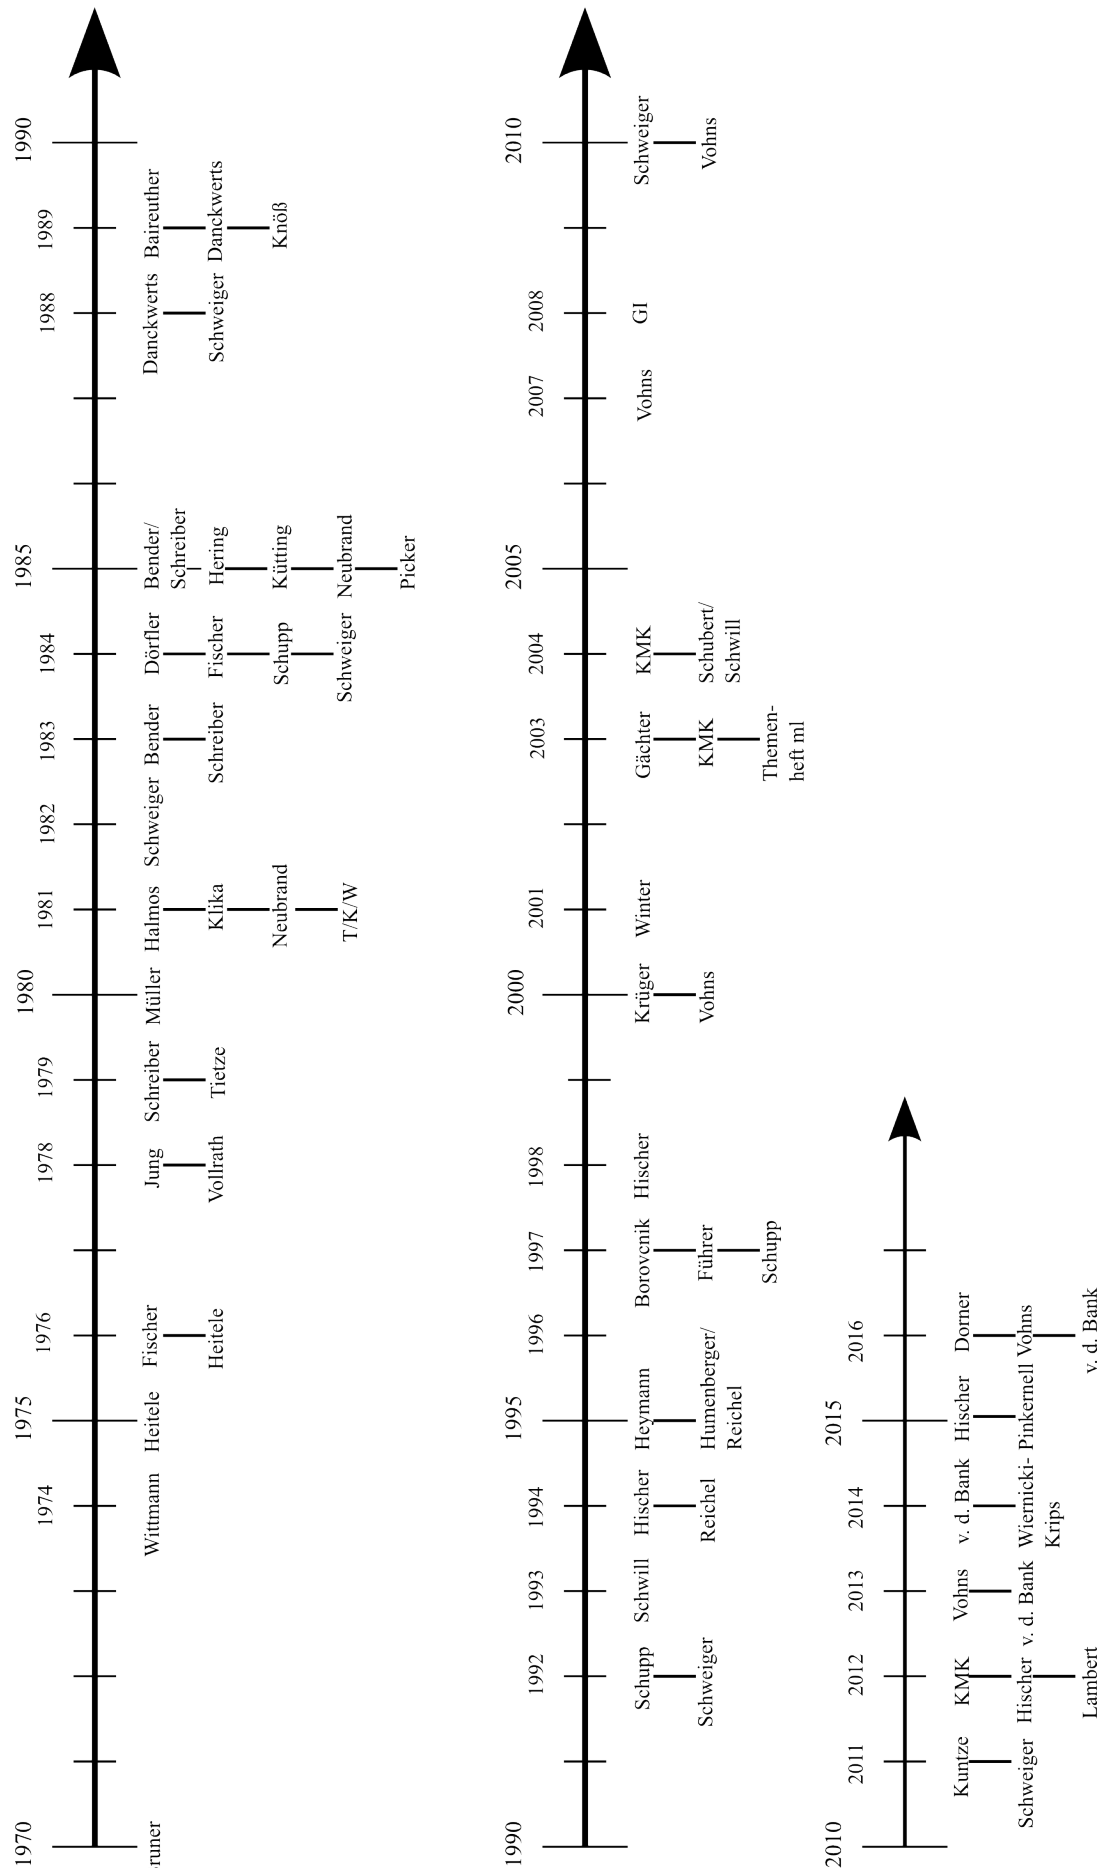 1970
runer
1974
Wittmann
1975
Heitele
1976
Fischer
Heitele
1978
Jung
Vollrath
1979
Schreiber
Tietze
1980
Müller
1981
Halmos
Klika
Neubrand
T/K/W
1982
Schweiger
1983
Bender
Schreiber
1984
Dörfler
Fischer
Schupp
Schweiger
1985
Bender/
Schreiber
Hering
Kütting
Neubrand
Picker
1988
Danckwerts
Schweiger
1989
Baireuther
Danckwerts
Knöß
1990
1990
1992
Schupp
Schweiger
1993
Schwill
1994
Hischer
Reichel
1995
Heymann
Humenberger/
Reichel
1996
1997
Borovcnik
Führer
Schupp
1998
Hischer
2000
Krüger
Vohns
2001
Winter
2003
Gächter
KMK
Themen-
heft ml
2004
KMK
Schubert/
Schwill
2005
2007
Vohns
2008
GI
2010
Schweiger
Vohns
2010
2011
Kuntze
Schweiger
2012
KMK
Hischer
Lambert
2013
Vohns
v. d. Bank
2014
v. d. Bank
Wiernicki-
Krips
2015
Hischer
Pinkernell
2016
Dorner
Vohns
v. d. Bank